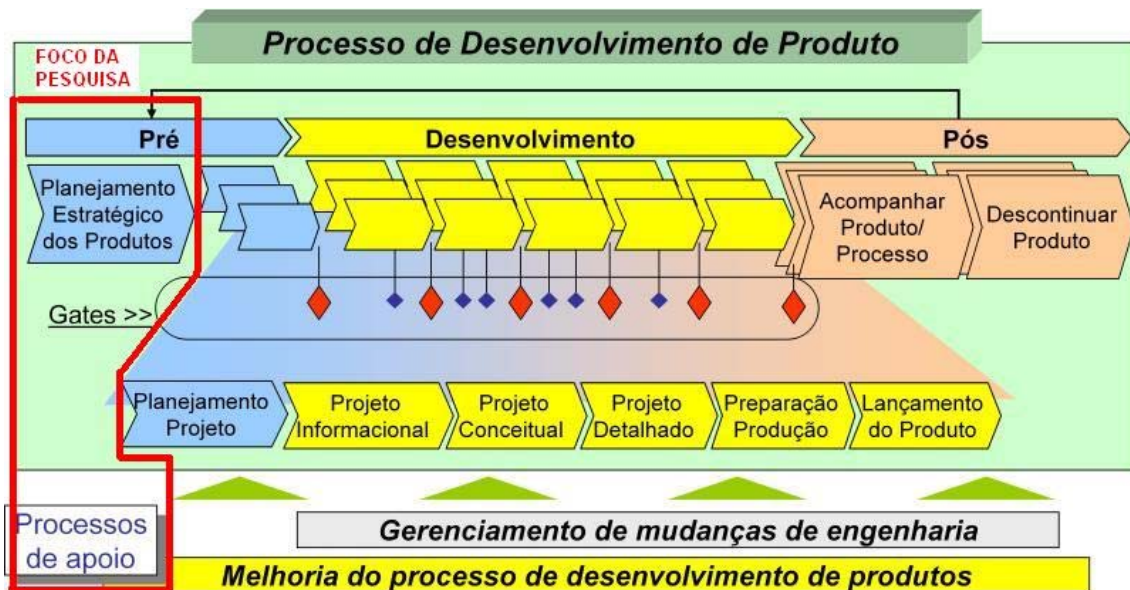 Processo de Desenvolvimento de Produto
FOCO DA
PESQUISA
Pré
Desenvolvimento
Pós
Planejamento
Estratégico
dos Produtos
Acompanhar
Produto/
Processo
Descontinuar
Produto
Gates >>
Planejamento
Projeto
Projeto
Informacional
Projeto
Conceitual
Projeto
Detalhado
Preparação
Produção
Lançamento
do Produto
Processos
de apoio
Gerenciamento de mudanças de engenharia
Melhoria do processo de desenvolvimento de produtos